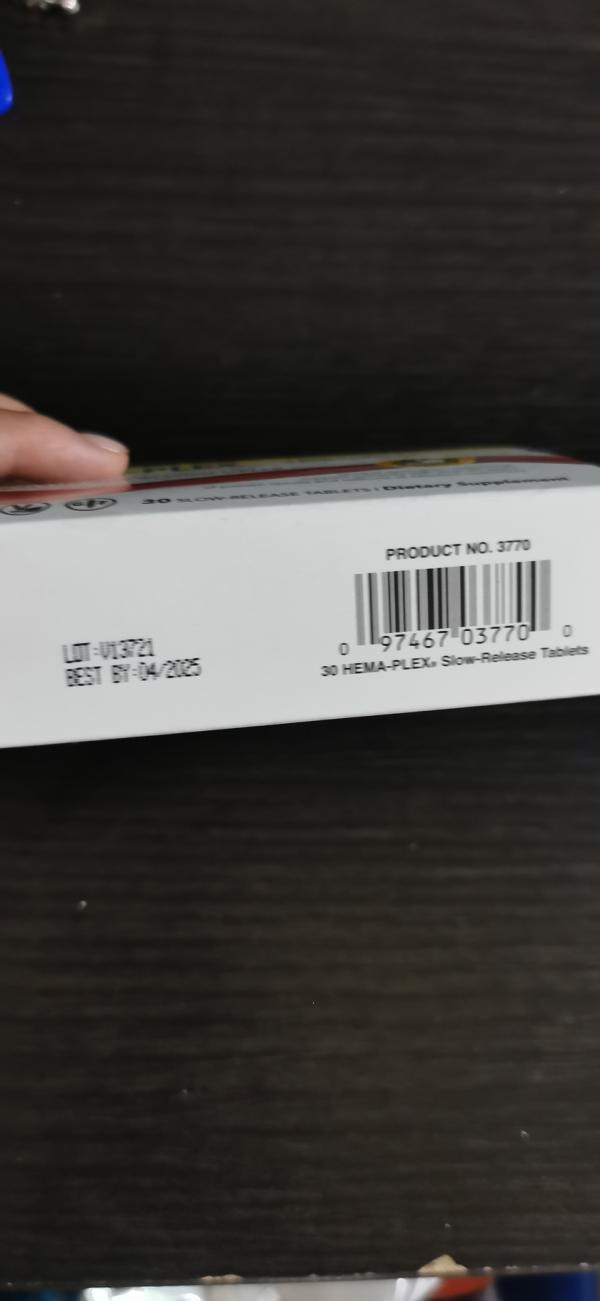 PLEX
30 SLOW-RELEASE TABLETS | Dietary Supplement
PRODUCT NO. 3770
0 97467 03770 0
30 HEMA-PLEX® Slow-Release Tablets
LOT:V13721
BEST BY:04/2025